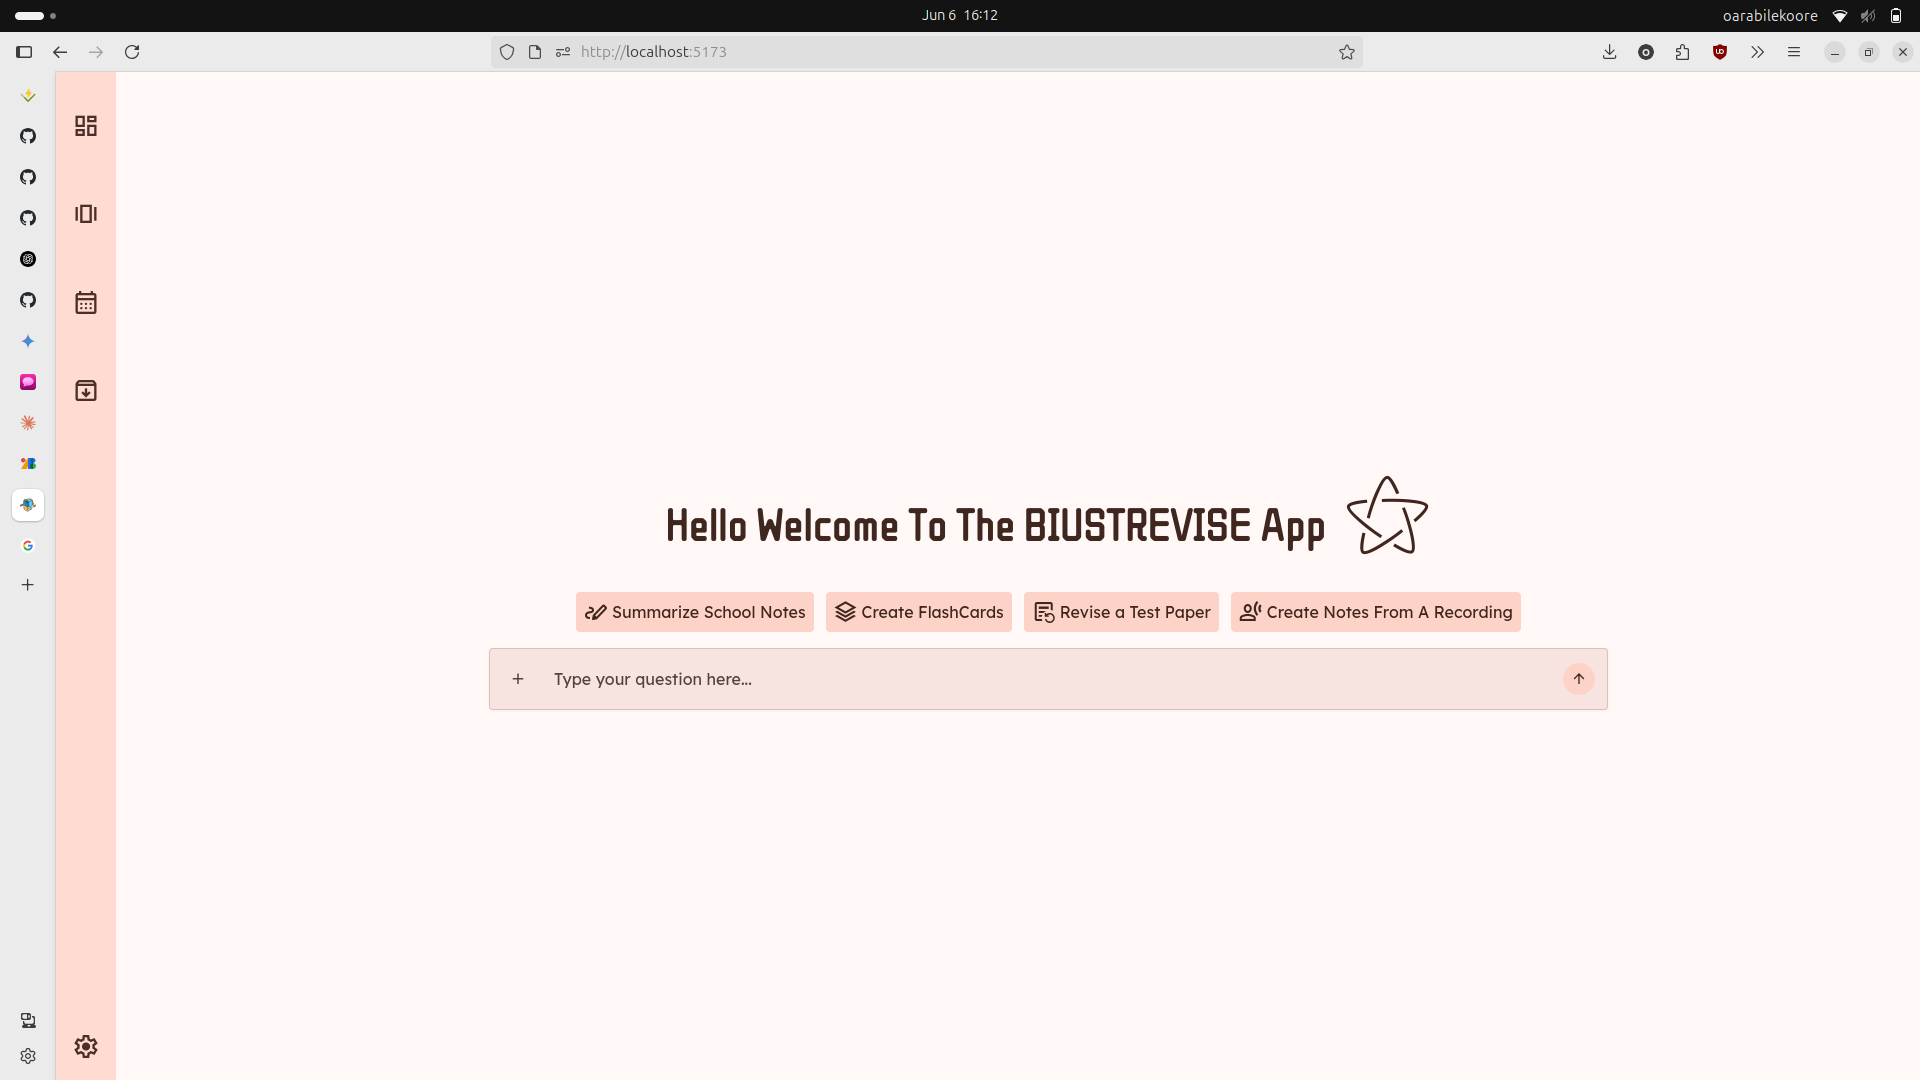 Jun 6 16:12
oarabilekoore
http://localhost:5173
Hello Welcome To The BIUSTREVISE App
Summarize School Notes
Create FlashCards
Revise a Test Paper
Create Notes From A Recording
Type your question here...